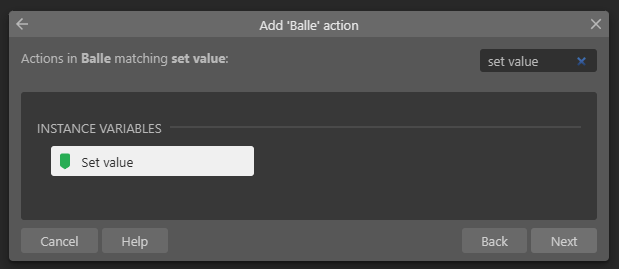 Add 'Balle' action
Actions in Balle matching set value:
set value
INSTANCE VARIABLES
Set value
Cancel
Help
Back
Next